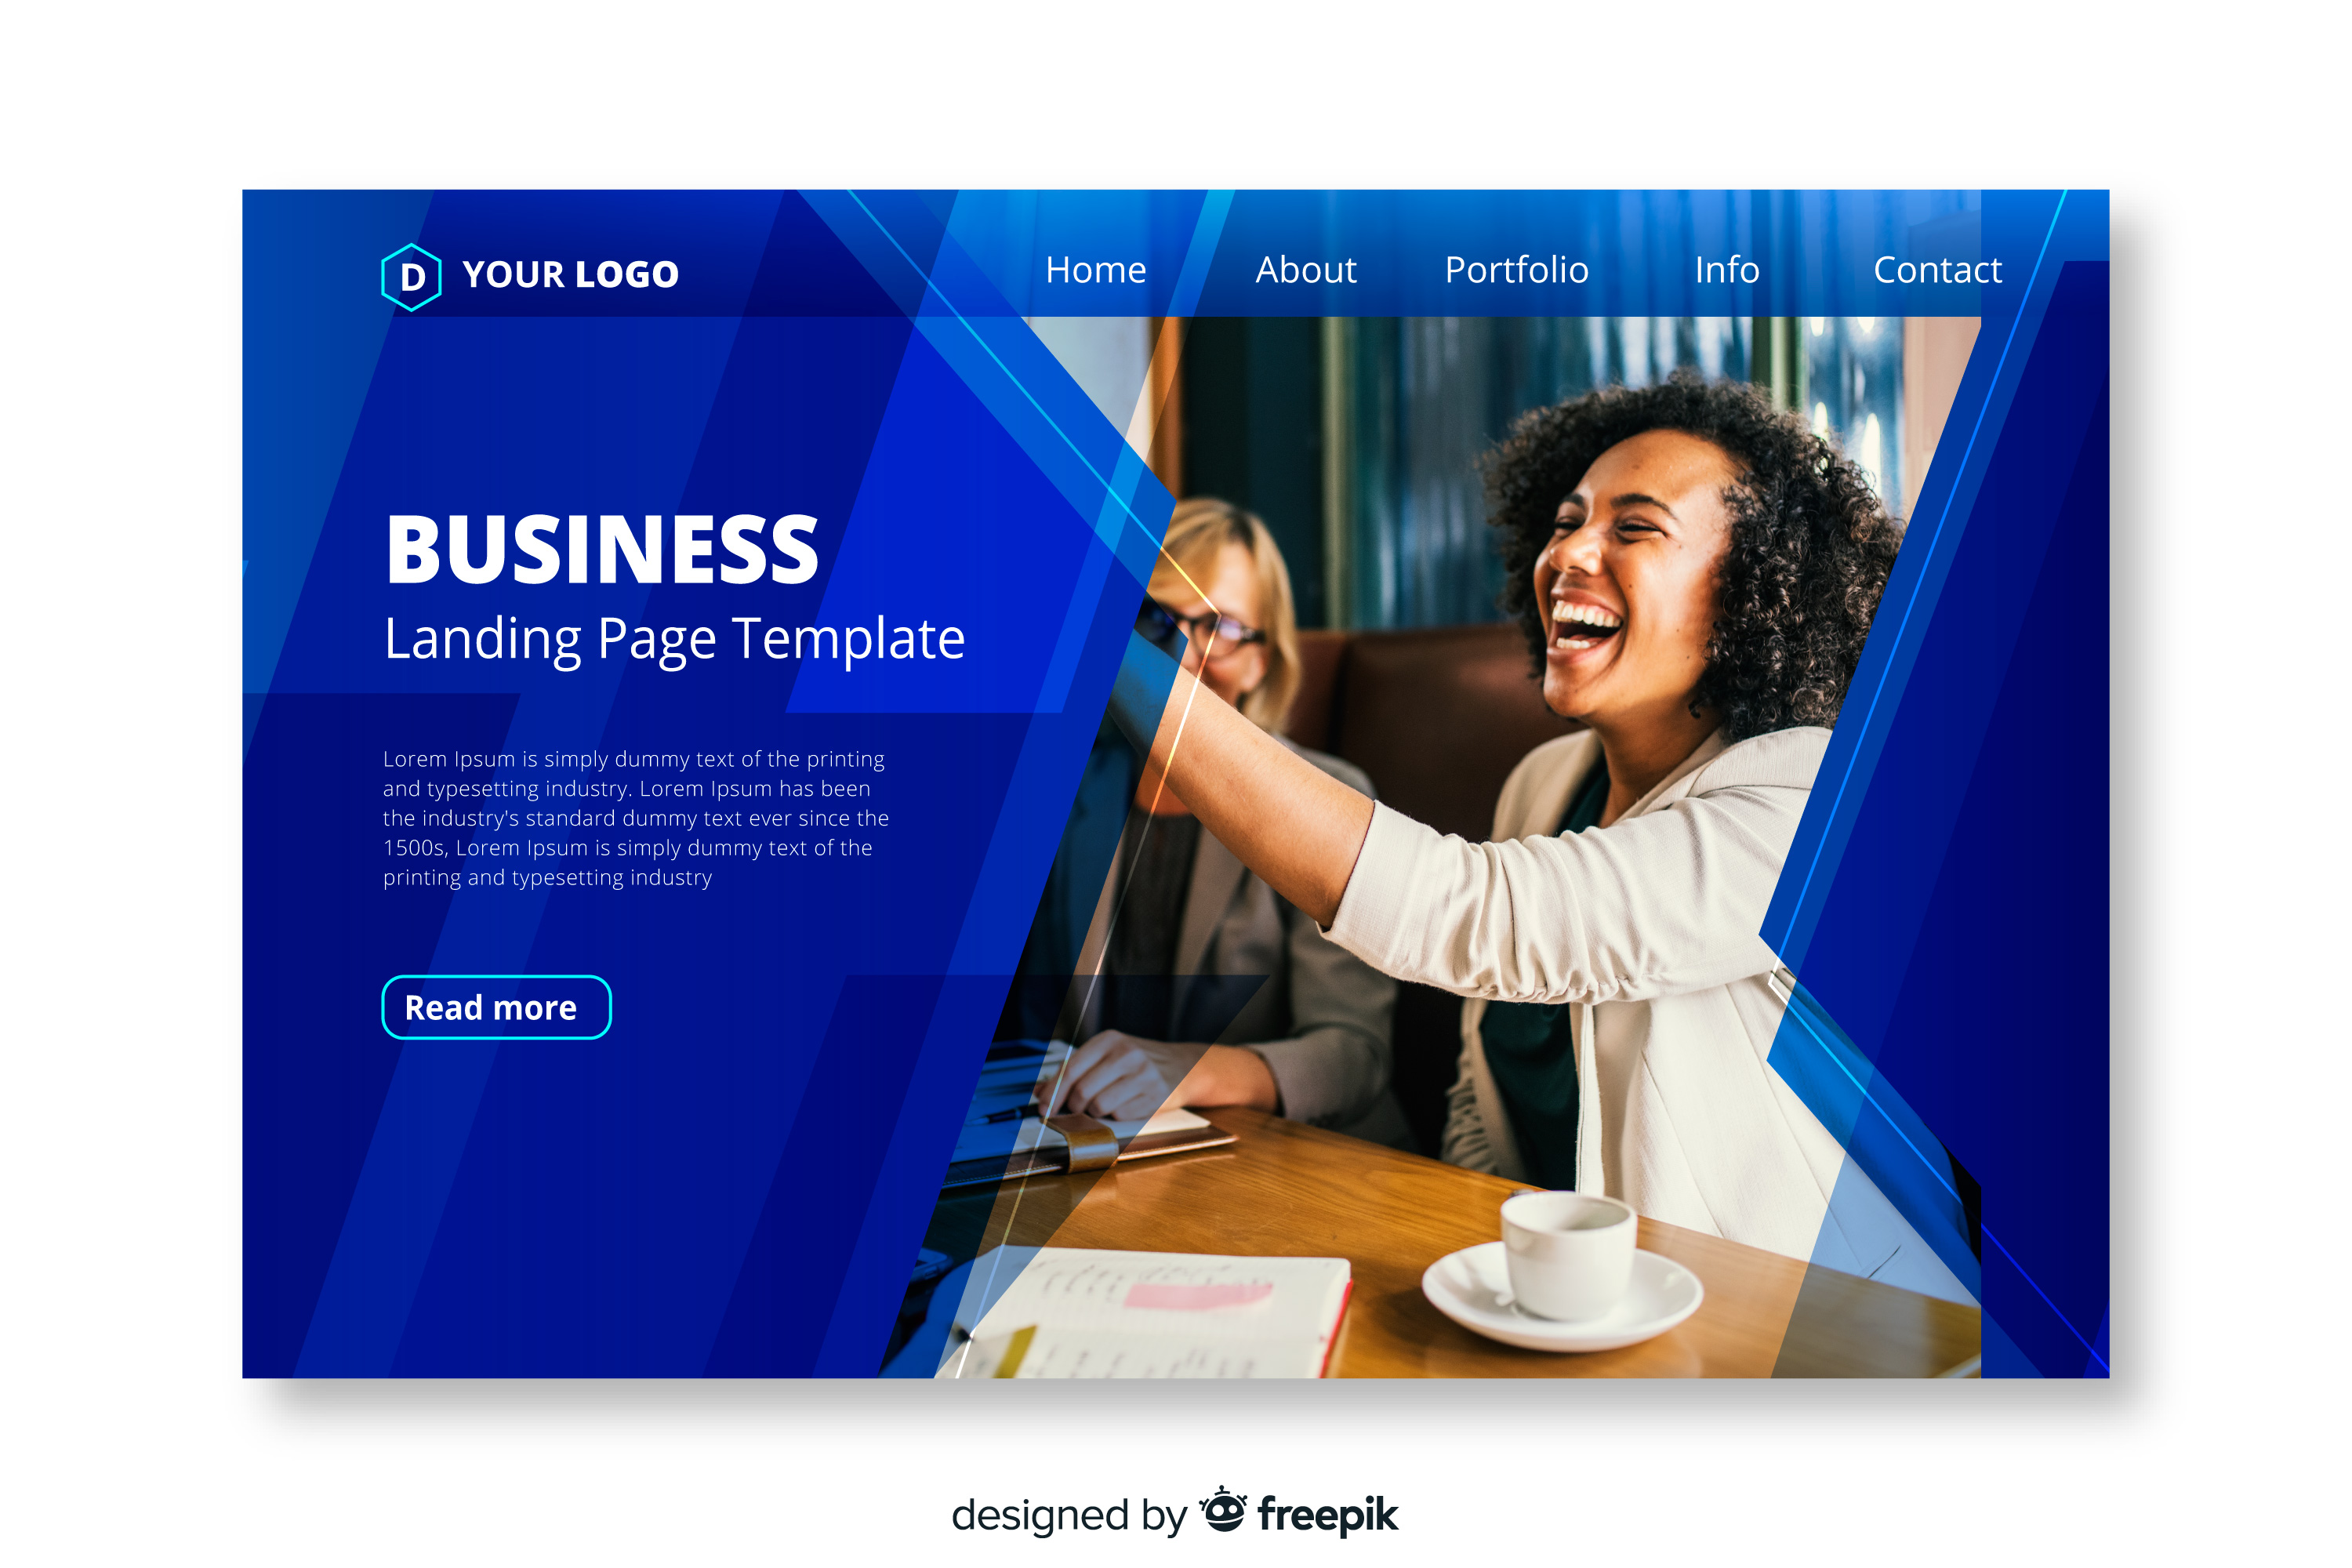 D YOUR LOGO
Home About Portfolio Info Contact
BUSINESS
Landing Page Template
Lorem Ipsum is simply dummy text of the printing
and typesetting industry. Lorem Ipsum has been
the industry's standard dummy text ever since the
1500s, Lorem Ipsum is simply dummy text of the
printing and typesetting industry
Read more
designed by freepik